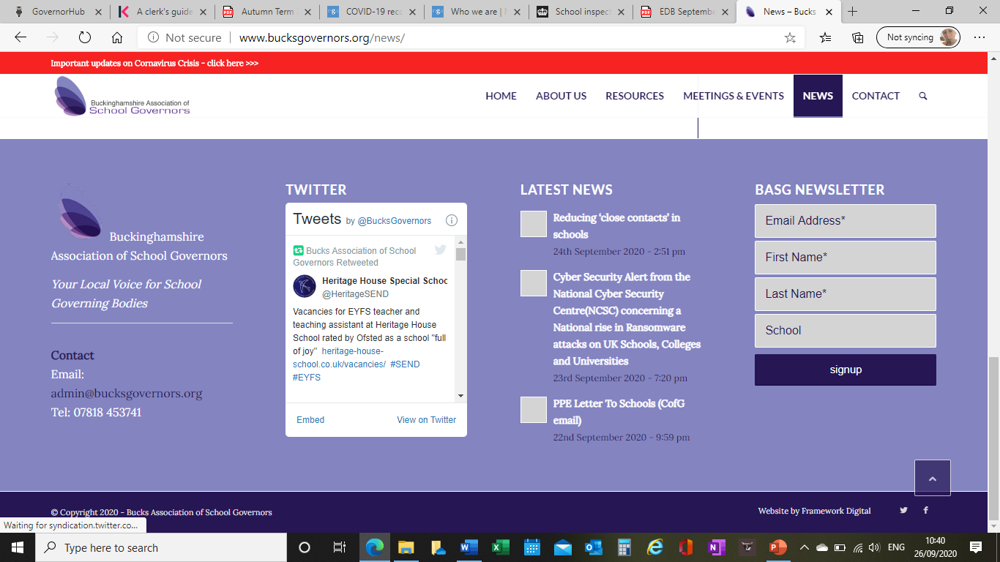 GovernorHub
A clerk's guide
Autumn Term
COVID-19 reco
Who we are |
School inspect
EDB Septembe
News – Bucks
Not secure
www.bucksgovernors.org/news/
Not syncing
Important updates on Cornavirus Crisis - click here >>>
Buckinghamshire Association of
School Governors
HOME
ABOUT US
RESOURCES
MEETINGS & EVENTS
NEWS
CONTACT
Buckinghamshire
Association of School Governors
Your Local Voice for School
Governing Bodies
Contact
Email:
admin@bucksgovernors.org
Tel: 07818 453741
TWITTER
Tweets by @BucksGovernors
Bucks Association of School
Governors Retweeted
Heritage House Special Schoo
@HeritageSEND
Vacancies for EYFS teacher and
teaching assistant at Heritage House
School rated by Ofsted as a school "full
of joy" heritage-house-
school.co.uk/vacancies/ #SEND
#EYFS
Embed
View on Twitter
LATEST NEWS
Reducing ‘close contacts’ in
schools
24th September 2020 - 2:51 pm
Cyber Security Alert from the
National Cyber Security
Centre(NCSC) concerning a
National rise in Ransomware
attacks on UK Schools, Colleges
and Universities
23rd September 2020 - 7:20 pm
PPE Letter To Schools (CofG
email)
22nd September 2020 - 9:59 pm
BASG NEWSLETTER
Email Address*
First Name*
Last Name*
School
signup
© Copyright 2020 - Bucks Association of School Governors
Website by Framework Digital
Waiting for syndication.twitter.co...
Type here to search
ENG
10:40
26/09/2020